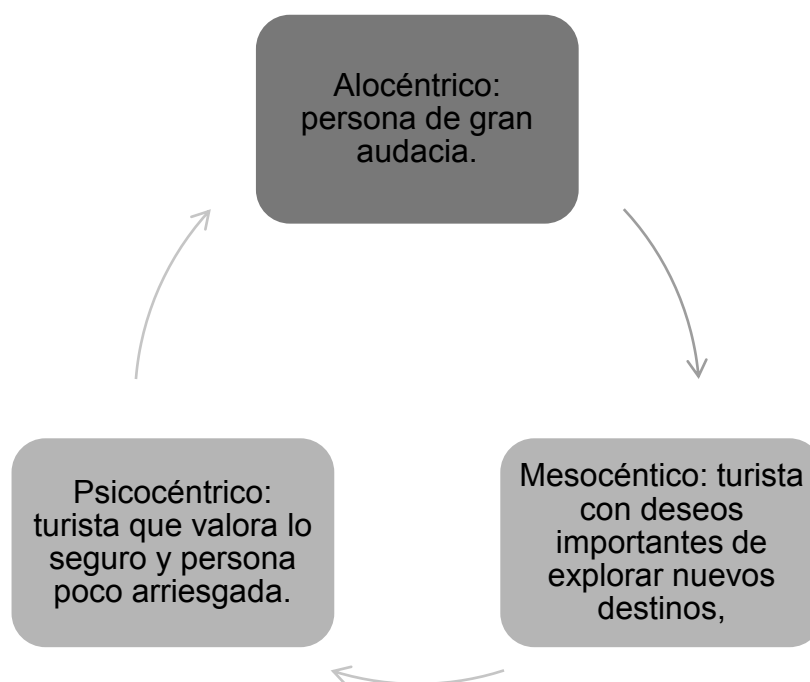 Alocéntrico:
persona de gran
audacia.
Mesocéntico: turista
con deseos
importantes de
explorar nuevos
destinos,
Psicocéntrico:
turista que valora lo
seguro y persona
poco arriesgada.